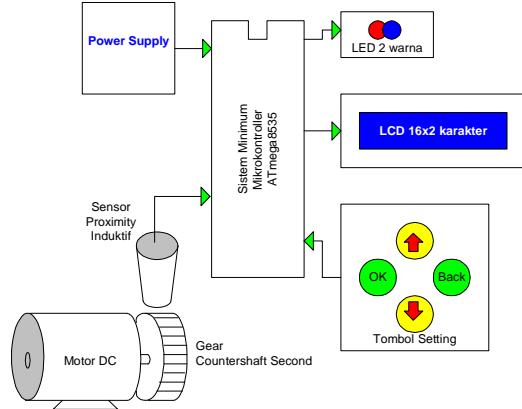 Power Supply
LED 2 warna
Sistem Minimum
Mikrokontroller
ATmega8535
LCD 16x2 karakter
Sensor
Proximity
Induktif
OK
Back
Tombol Setting
Motor DC
Gear
Countershaft Second